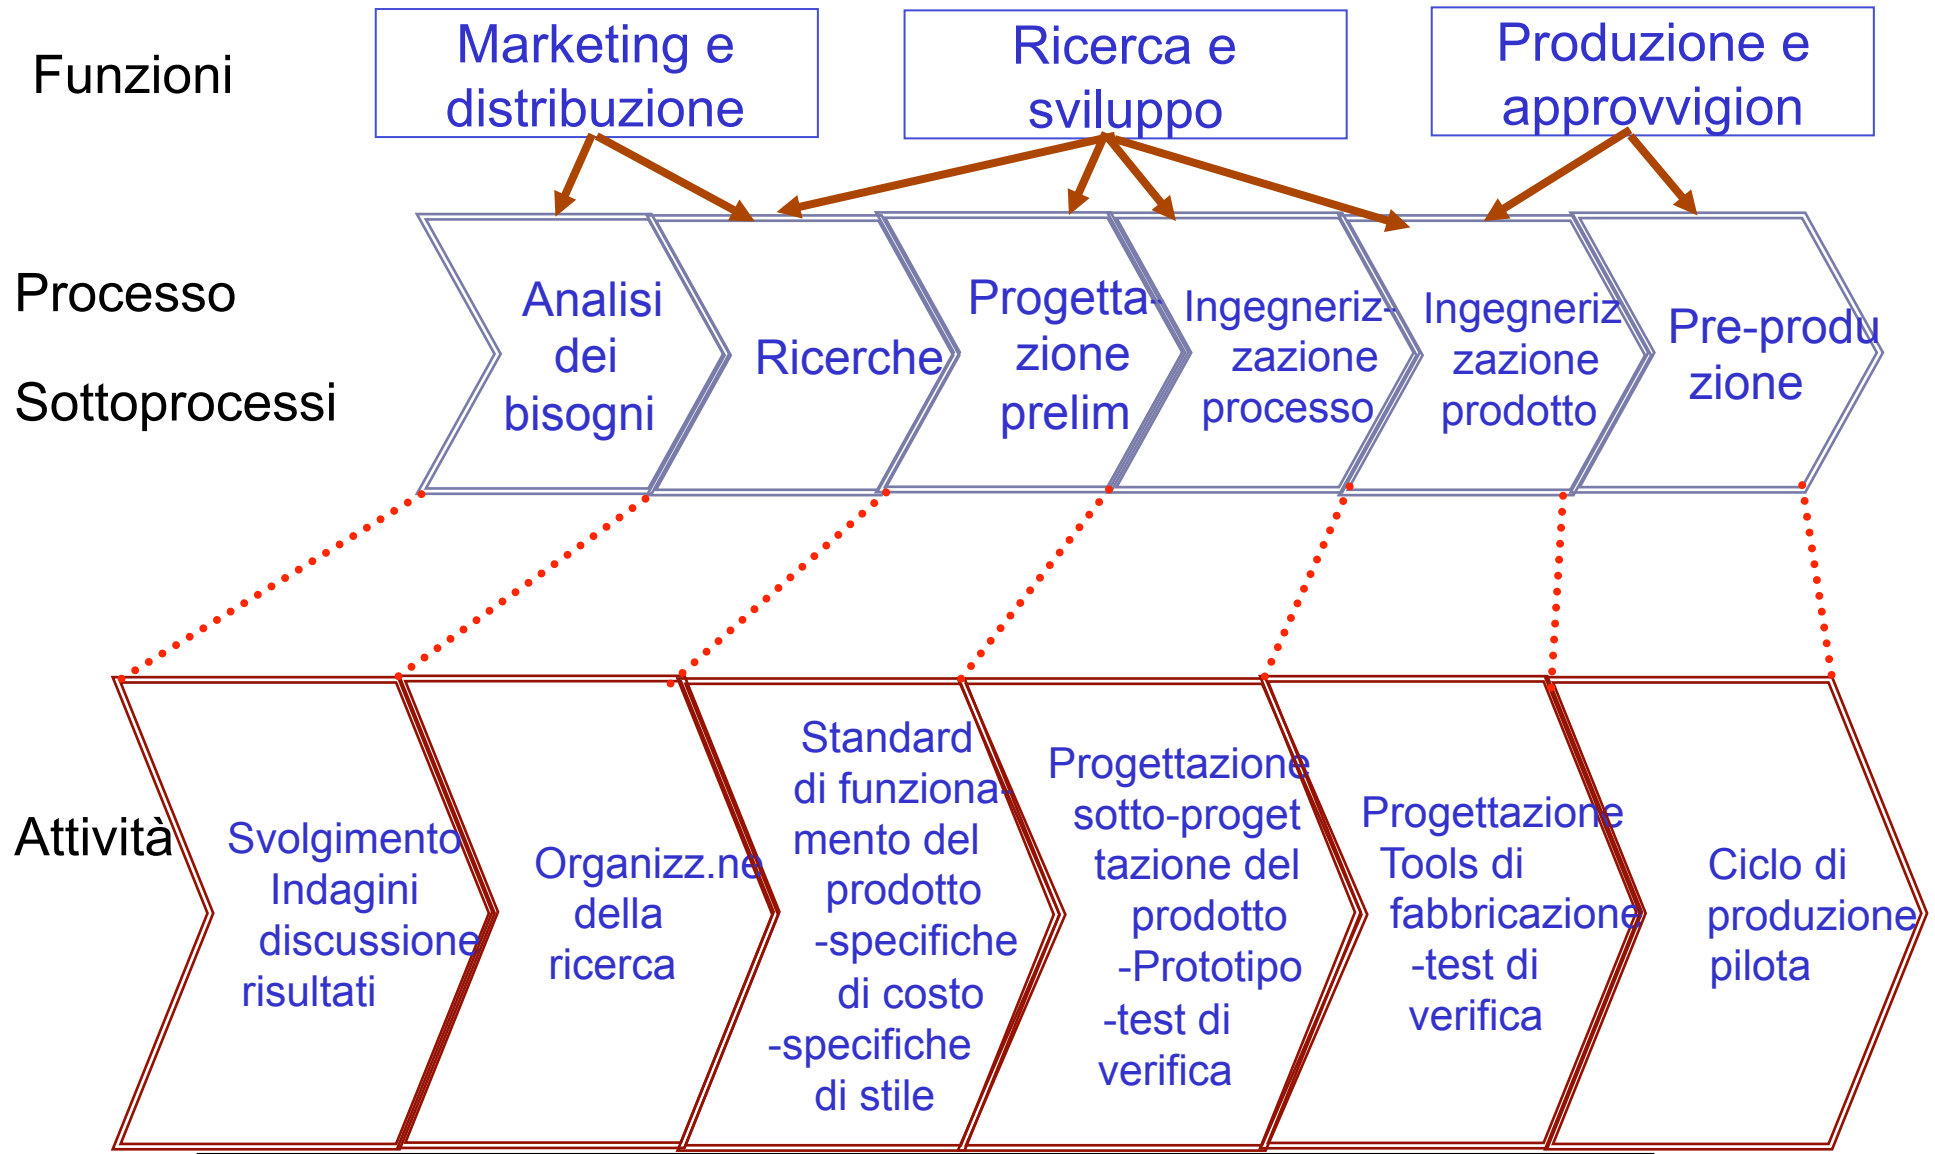 Funzioni
Marketing e
distribuzione
Ricerca e
sviluppo
Produzione e
approvvigion
Processo
Sottoprocessi
Analisi
dei
bisogni
Ricerche
Progetta-
zione
prelim
Ingegneriz-
zazione
processo
Ingegneriz
zazione
prodotto
Pre-produ
zione
Attività
Svolgimento
Indagini
discussione
risultati
Organizz.ne
della
ricerca
Standard
di funziona-
mento del
prodotto
-specifiche
di costo
-specifiche
di stile
Progettazione
sotto-proget
tazione del
prodotto
-Prototipo
-test di
verifica
Progettazione
Tools di
fabbricazione
-test di
verifica
Ciclo di
produzione
pilota